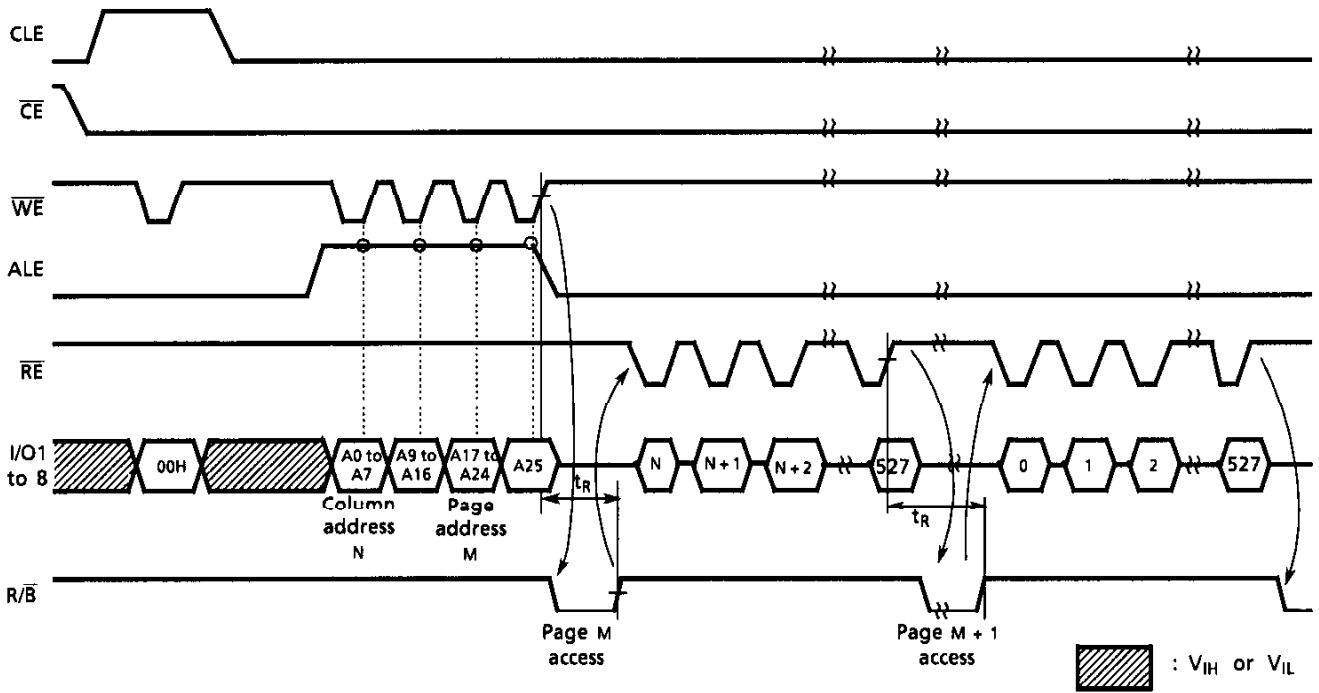 CLE
CE
WE
ALE
RE
I/O1
to 8
00H
A0 to
A7
A9 to
A16
A17 to
A24
A25
N
N + 1
N + 2
527
0
1
2
527
tR
tR
Column
address
N
Page
address
M
R/B
Page M
access
Page M + 1
access
: VIH or VIL